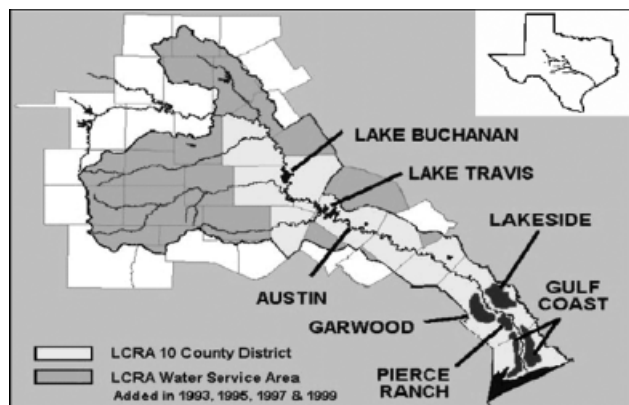 LAKE BUCHANAN
LAKE TRAVIS
LAKESIDE
GULF
COAST
AUSTIN
GARWOOD
PIERCE
RANCH
LCRA 10 County District
LCRA Water Service Area
Added in 1993, 1995, 1997 & 1999